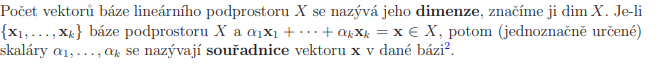 Počet vektorů báze lineárního podprostoru X se nazývá jeho dimenze, značíme ji dim X. Je-li
{x₁, . . . , xₖ} báze podprostoru X a α₁x₁ + · · · + αₖxₖ = x ∈ X, potom (jednoznačně určené)
skaláry α₁, . . . , αₖ se nazývají souřadnice vektoru x v dané bázi².